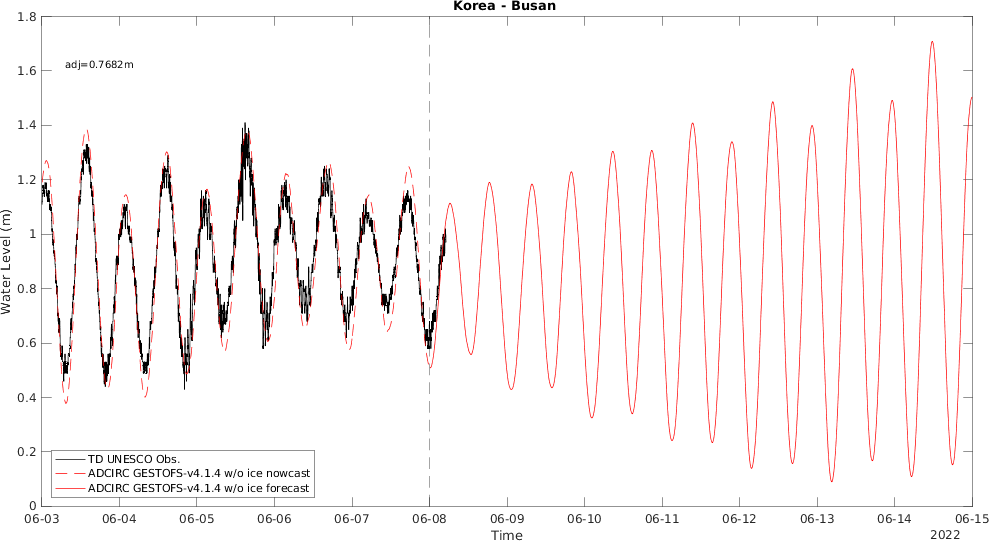 Korea - Busan
1.8
1.6
1.4
1.2
1
0.8
0.6
0.4
0.2
0
Water Level (m)
adj=0.7682m
TD UNESCO Obs.
ADCIRC GESTOFS-v4.1.4 w/o ice nowcast
ADCIRC GESTOFS-v4.1.4 w/o ice forecast
06-03 06-04 06-05 06-06 06-07 06-08 06-09 06-10 06-11 06-12 06-13 06-14 06-15
Time
2022